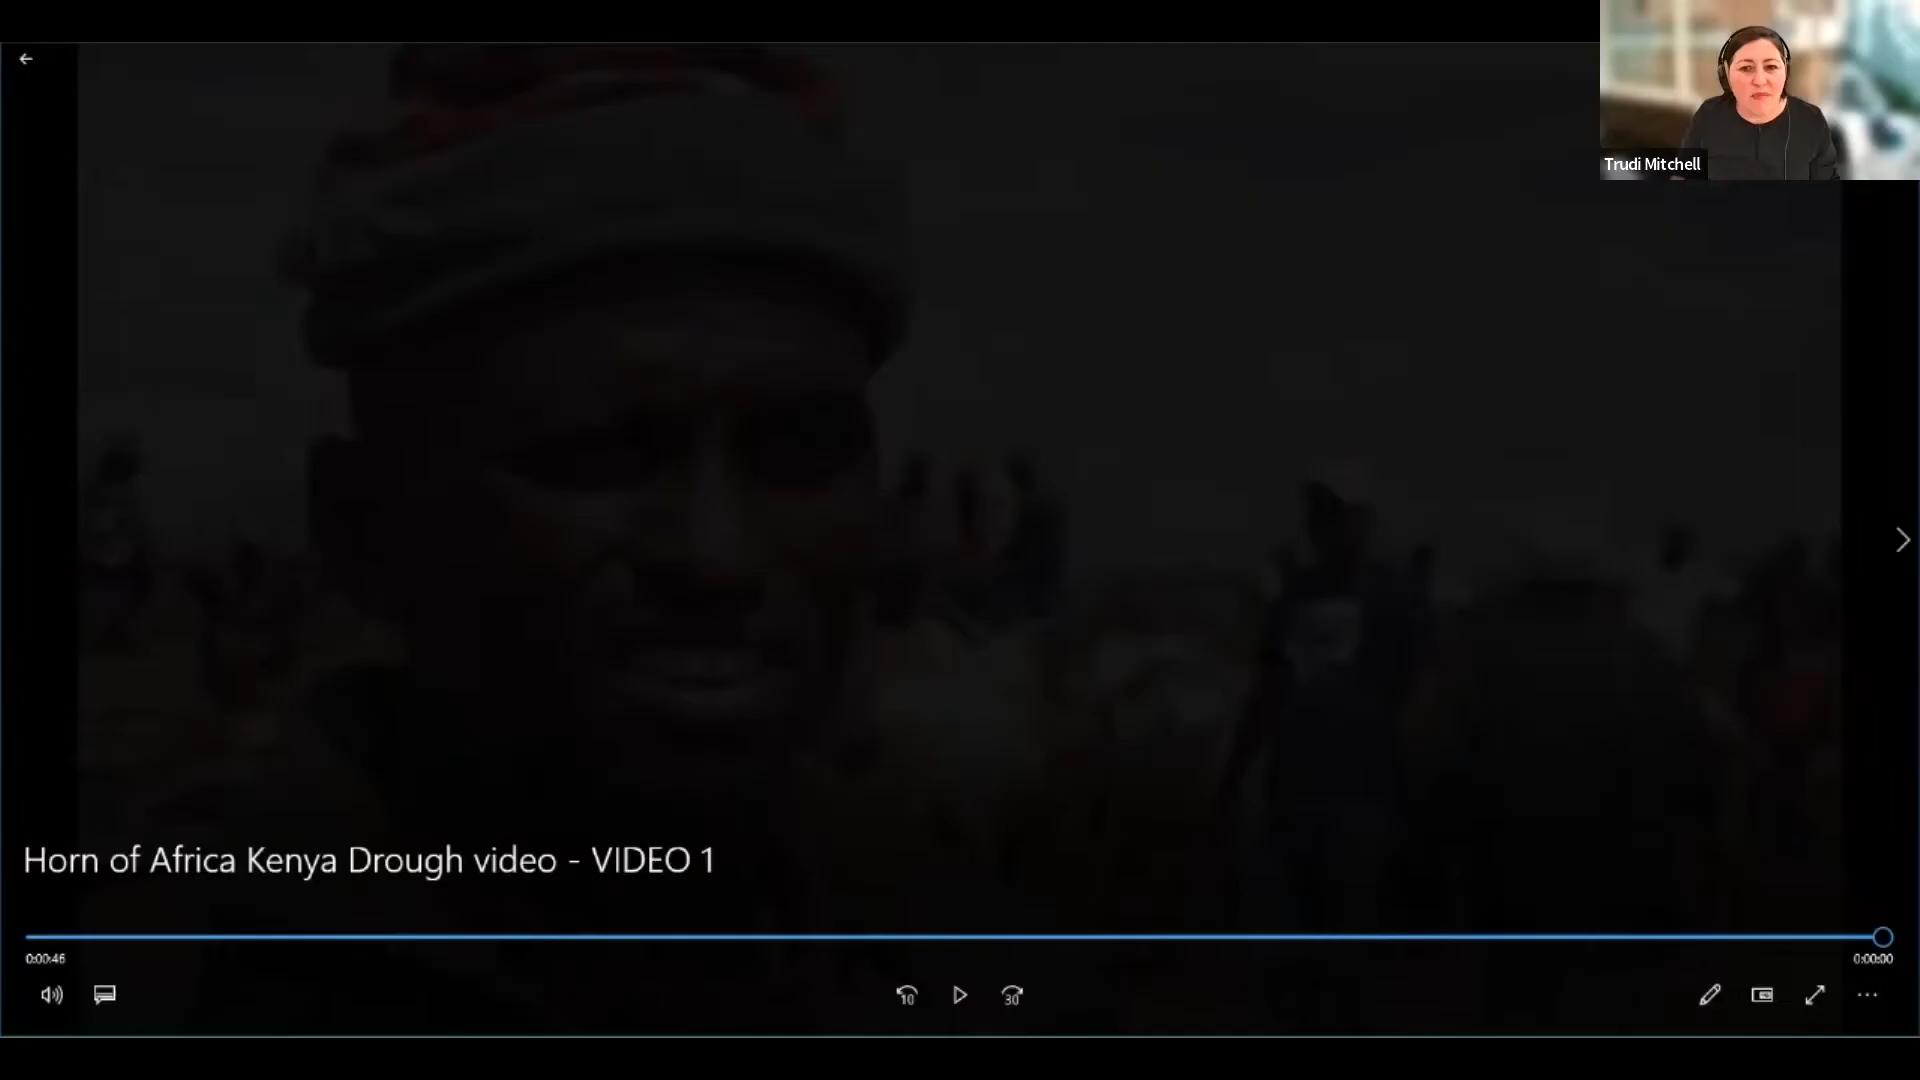 Trudi Mitchell
Horn of Africa Kenya Drough video - VIDEO 1
0:00:46
0:00:00
10
30